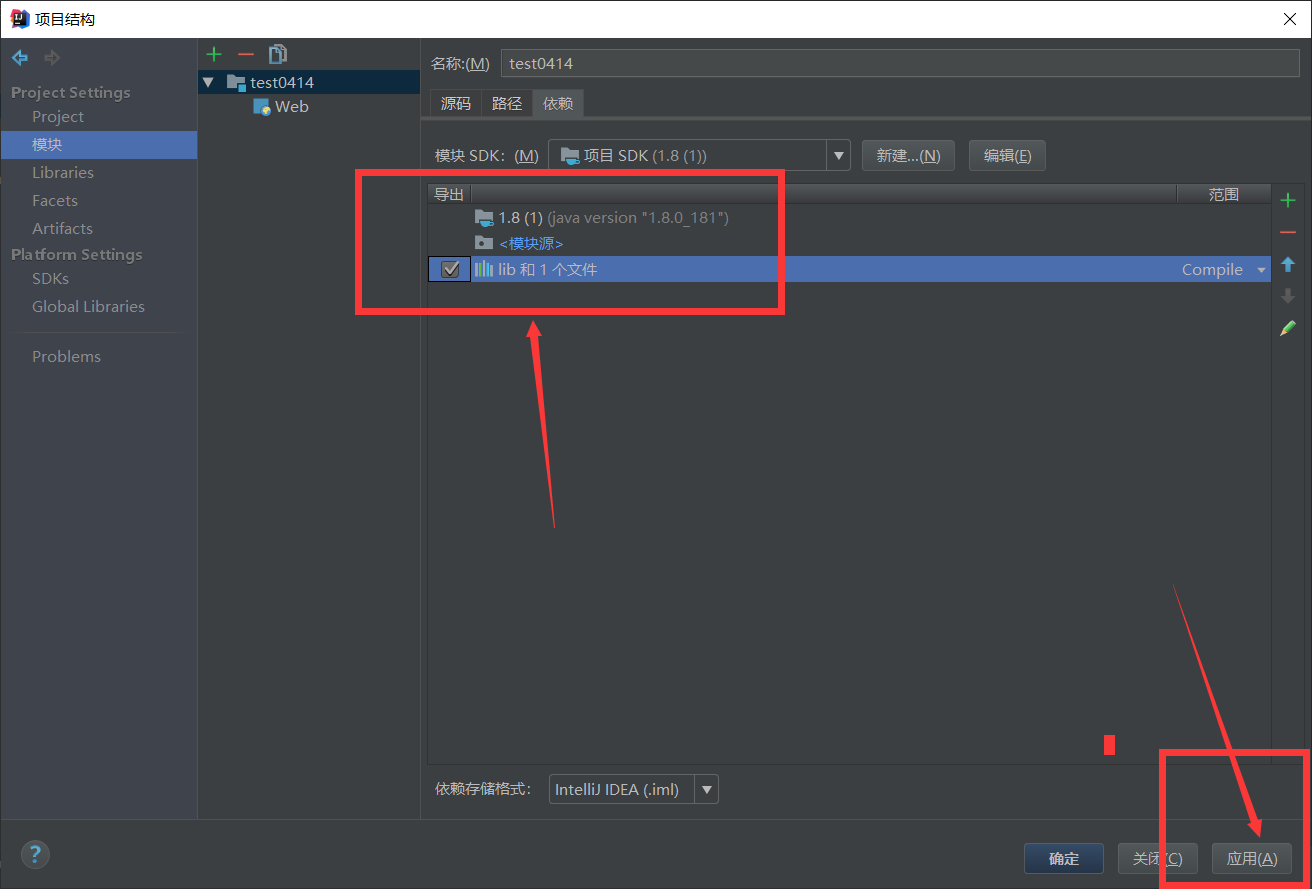 项目结构
Project Settings
Project
模块
Libraries
Facets
Artifacts
Platform Settings
SDKs
Global Libraries
Problems
test0414
Web
名称:(M) test0414
源码 路径 依赖
模块 SDK: (M) 项目 SDK (1.8 (1)) 新建...(N) 编辑(E)
导出 范围
1.8 (1) (java version "1.8.0_181")
<模块源>
lib 和 1 个文件 Compile
依赖存储格式: IntelliJ IDEA (.iml)
? 确定 关闭(C) 应用(A)